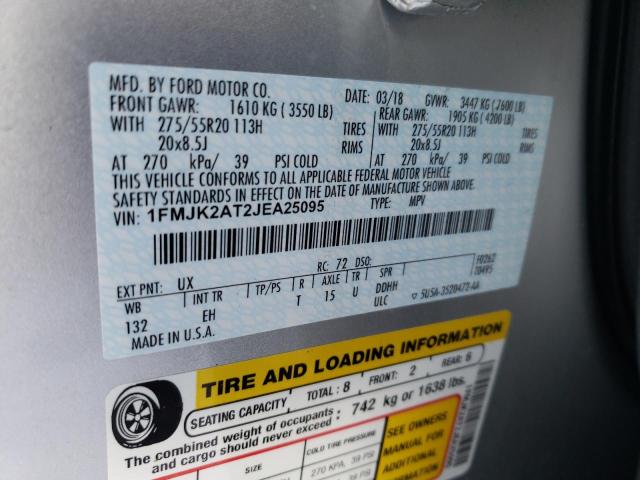 MFD. BY FORD MOTOR CO.
DATE: 03/18 GVWR: 3447 KG (7600 LB)
FRONT GAWR: 1610 KG (3550 LB) REAR GAWR: 1905 KG (4200 LB)
WITH 275/55R20 113H TIRES WITH 275/55R20 113H TIRES
20x8.5J RIMS 20x8.5J RIMS
AT 270 kPa/ 39 PSI COLD AT 270 kPa/ 39 PSI COLD
THIS VEHICLE CONFORMS TO ALL APPLICABLE FEDERAL MOTOR VEHICLE
SAFETY STANDARDS IN EFFECT ON THE DATE OF MANUFACTURE SHOWN ABOVE.
VIN: 1FMJK2AT2JEA25095 TYPE: MPV
F0262
T0495
EXT PNT: UX RC: 72 DSO:
WB INT TR TP/PS R AXLE TR SPR
132 EH T 15 U DDHH
ULC
5U5A-3520472-AA
MADE IN U.S.A.
TIRE AND LOADING INFORMATION
SEATING CAPACITY TOTAL: 8 FRONT: 2 REAR: 6
The combined weight of occupants and cargo should never exceed: 742 kg or 1638 lbs.
SIZE COLD TIRE PRESSURE
270 KPA, 39 PSI
SEE OWNERS
MANUAL FOR
ADDITIONAL